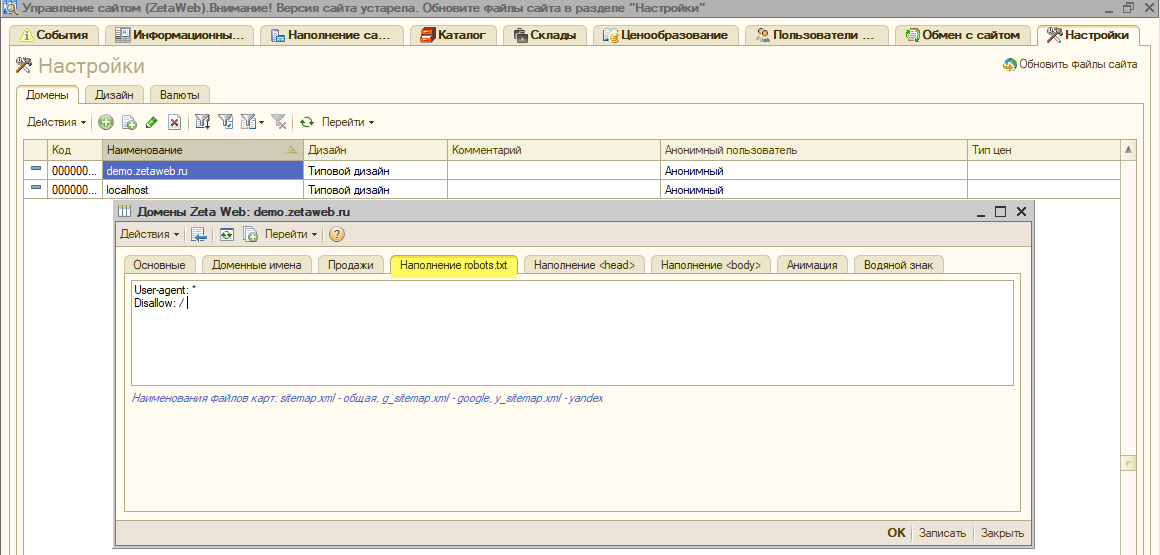 Управление сайтом (ZetaWeb).Внимание! Версия сайта устарела. Обновите файлы сайта в разделе "Настройки"
События Информационны... Наполнение са... Каталог Склады Ценообразование Пользователи ... Обмен с сайтом Настройки
Настройки Обновить файлы сайта
Домены Дизайн Валюты
Действия Перейти
Код Наименование Дизайн Комментарий Анонимный пользователь Тип цен
000000... demo.zetaweb.ru Типовой дизайн Анонимный
000000... localhost Типовой дизайн Анонимный
Домены Zeta Web: demo.zetaweb.ru
Действия Перейти
Основные Доменные имена Продажи Наполнение robots.txt Наполнение <head> Наполнение <body> Анимация Водяной знак
User-agent: *
Disallow: /
Наименования файлов карт: sitemap.xml - общая, g_sitemap.xml - google, y_sitemap.xml - yandex
OK Записать Закрыть